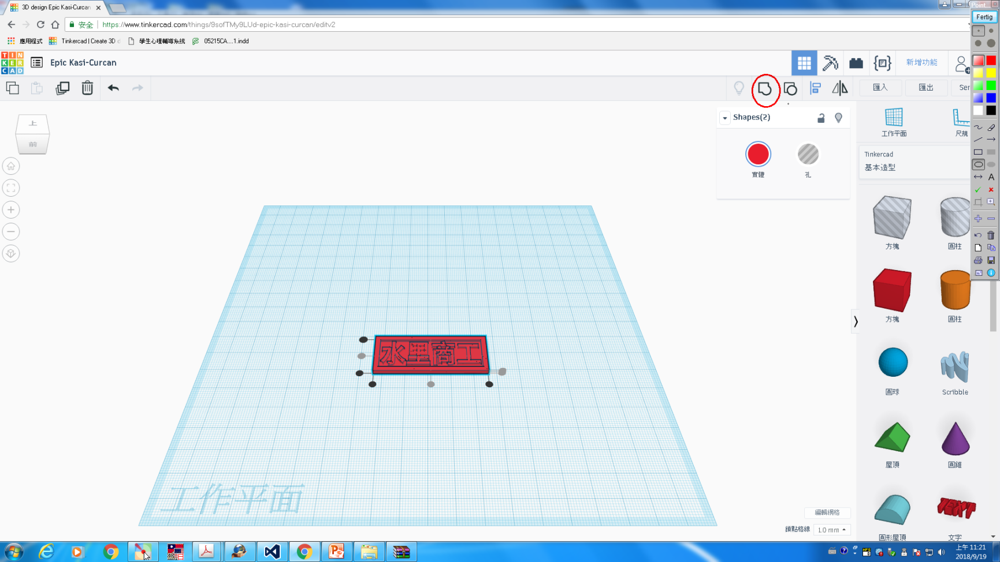 3D design Epic Kasi-Curcan
Point...
安全
https://www.tinkercad.com/things/9sofTMy9LUd-epic-kasi-curcan/editv2
Fertig
應用程式
Tinkercad | Create 3D d
學生心理輔導系統
05215CA....1.indd
TIN
KER
CAD
Epic Kasi-Curcan
新增功能
匯入
匯出
Sen
上
前
Shapes(2)
實體
孔
工作平面
尺規
Tinkercad
基本造型
A
方塊
圓柱
方塊
圓柱
水里商工
圓球
Scribble
屋頂
圓錐
工作平面
TEXT
編輯網格
鎖點格線
1.0 mm
圓形屋頂
文字
上午 11:21
2018/9/19